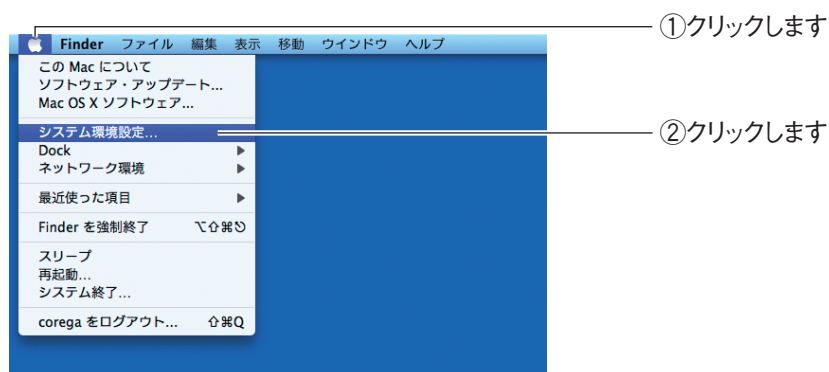 ①クリックします
Finder ファイル 編集 表示 移動 ウインドウ ヘルプ
この Mac について
ソフトウェア・アップデート...
Mac OS X ソフトウェア...
システム環境設定...
②クリックします
Dock ▶
ネットワーク環境 ▶
最近使った項目 ▶
Finder を強制終了 ⌥⇧⌘⎋
スリープ
再起動...
システム終了...
corega をログアウト... ⇧⌘Q